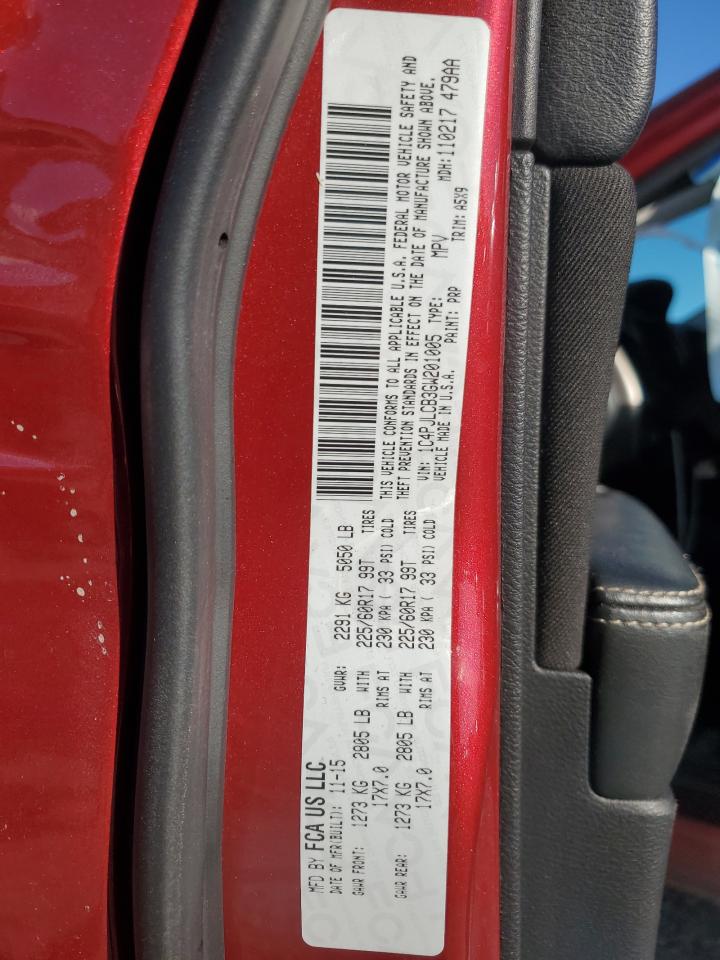 MFD BY FCA US LLC
DATE OF MFR(BUILT): 11-15 GVWR: 2291 KG 5050 LB
GAWR FRONT: 1273 KG 2805 LB WITH 225/60R17 99T TIRES
17X7.0 RIMS AT 230 KPA ( 33 PSI) COLD
GAWR REAR: 1273 KG 2805 LB WITH 225/60R17 99T TIRES
17X7.0 RIMS AT 230 KPA ( 33 PSI) COLD
THIS VEHICLE CONFORMS TO ALL APPLICABLE U.S.A. FEDERAL MOTOR VEHICLE SAFETY AND
THEFT PREVENTION STANDARDS IN EFFECT ON THE DATE OF MANUFACTURE SHOWN ABOVE.
VIN: 1C4PJLCB3GW201005 TYPE: MPV MDH: 110217 479AA
VEHICLE MADE IN U.S.A. PAINT: PRP TRIM: A5X9